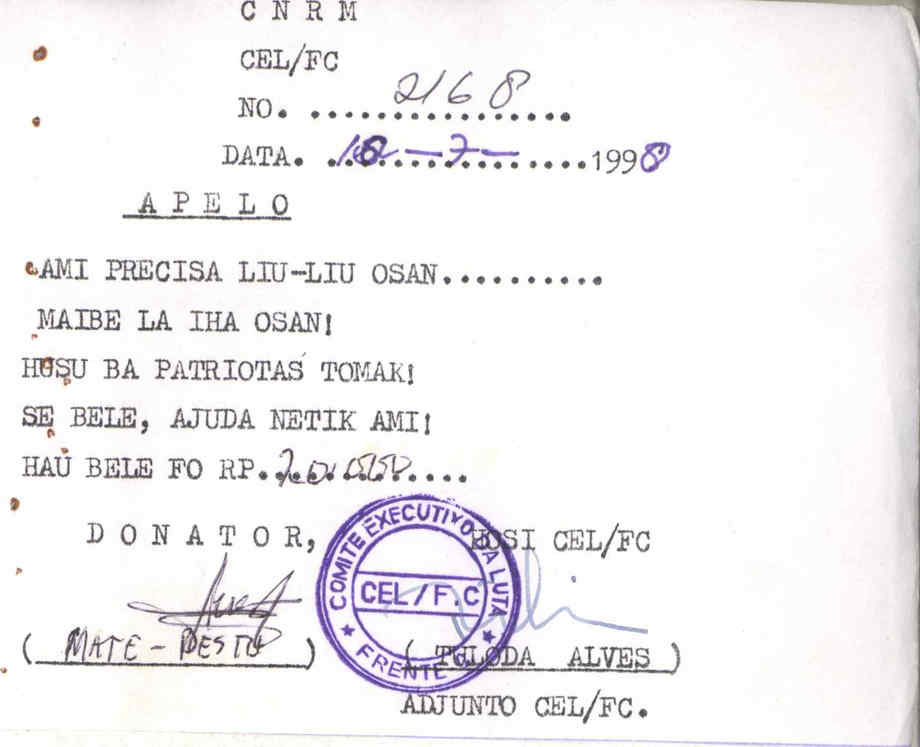 C N R M
CEL/FC
NO. ....2168....
DATA. ....-7-....1998
A P E L O
AMI PRECISA LIU-LIU OSAN..........
MAIBE LA IHA OSAN!
HUSU BA PATRIOTAS TOMAK!
SE BELE, AJUDA NETIK AMI!
HAU BELE FO RP.
D O N A T O R,
HOSI CEL/FC
COMITE EXECUTIVO DA LUTA
CEL/F.C
FRENTE
( MATE - )
( TULODA ALVES )
ADJUNTO CEL/FC.